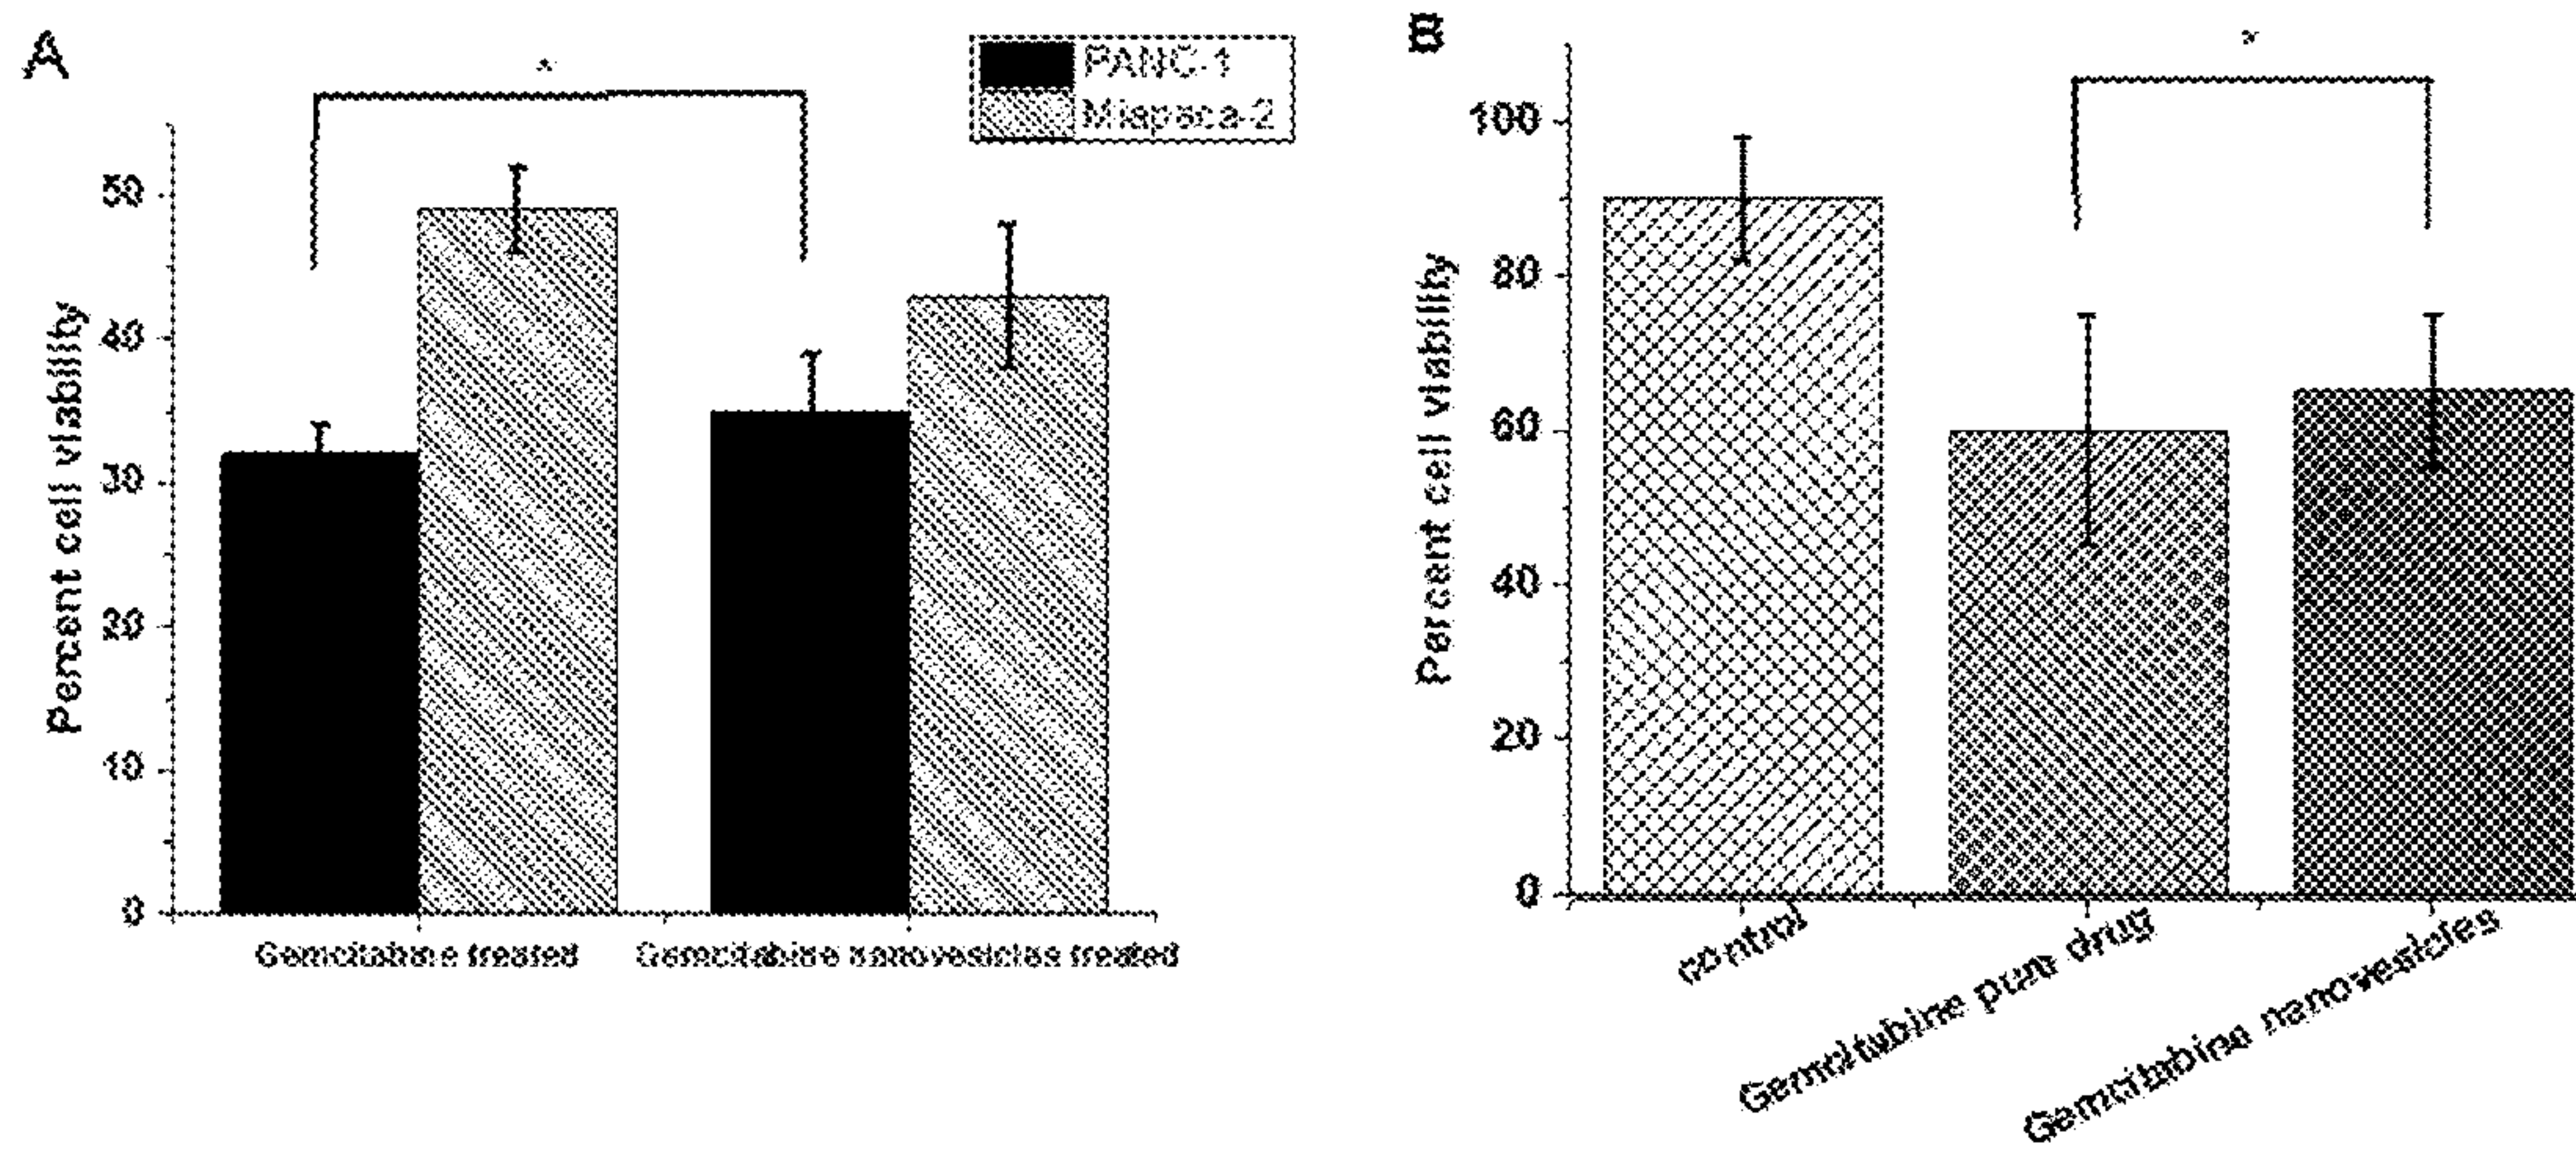 A
*
PANC-1
Miapaca-2
Percent cell viability
50
40
30
20
10
0
Gemcitabine treated
Gemcitabine nanovesicles treated
B
*
Percent cell viability
100
80
60
40
20
0
control
Gemcitabine pure drug
Gemcitabine nanovesicles